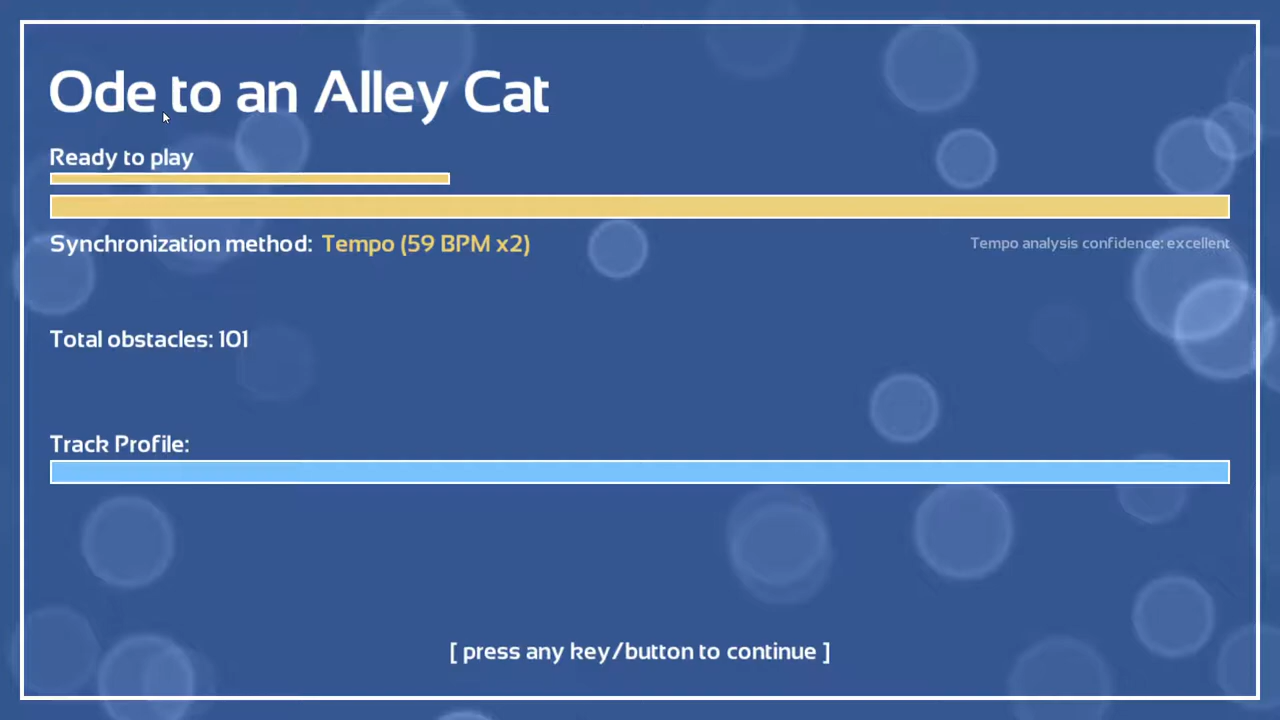 Ode to an Alley Cat
Ready to play
Synchronization method: Tempo (59 BPM x2)
Tempo analysis confidence: excellent
Total obstacles: 101
Track Profile:
[ press any key/button to continue ]